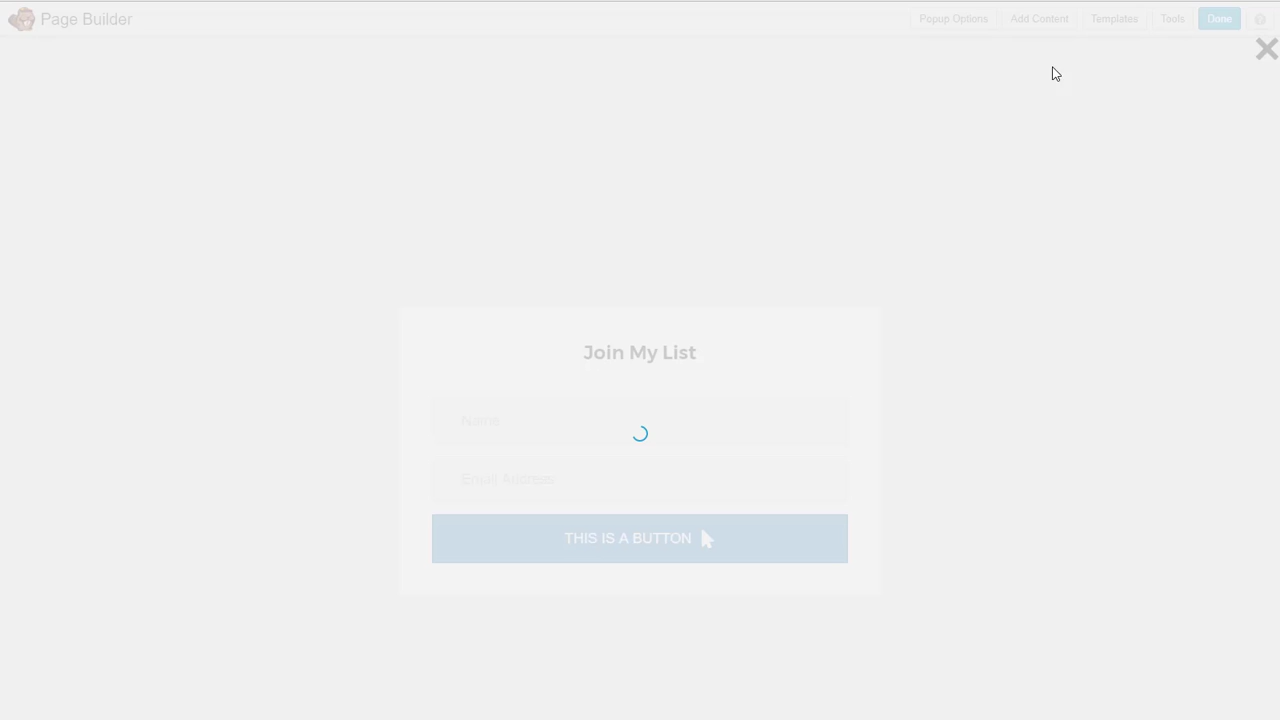 Page Builder
Popup Options
Add Content
Templates
Tools
Done
Join My List
Name
Email Address
THIS IS A BUTTON